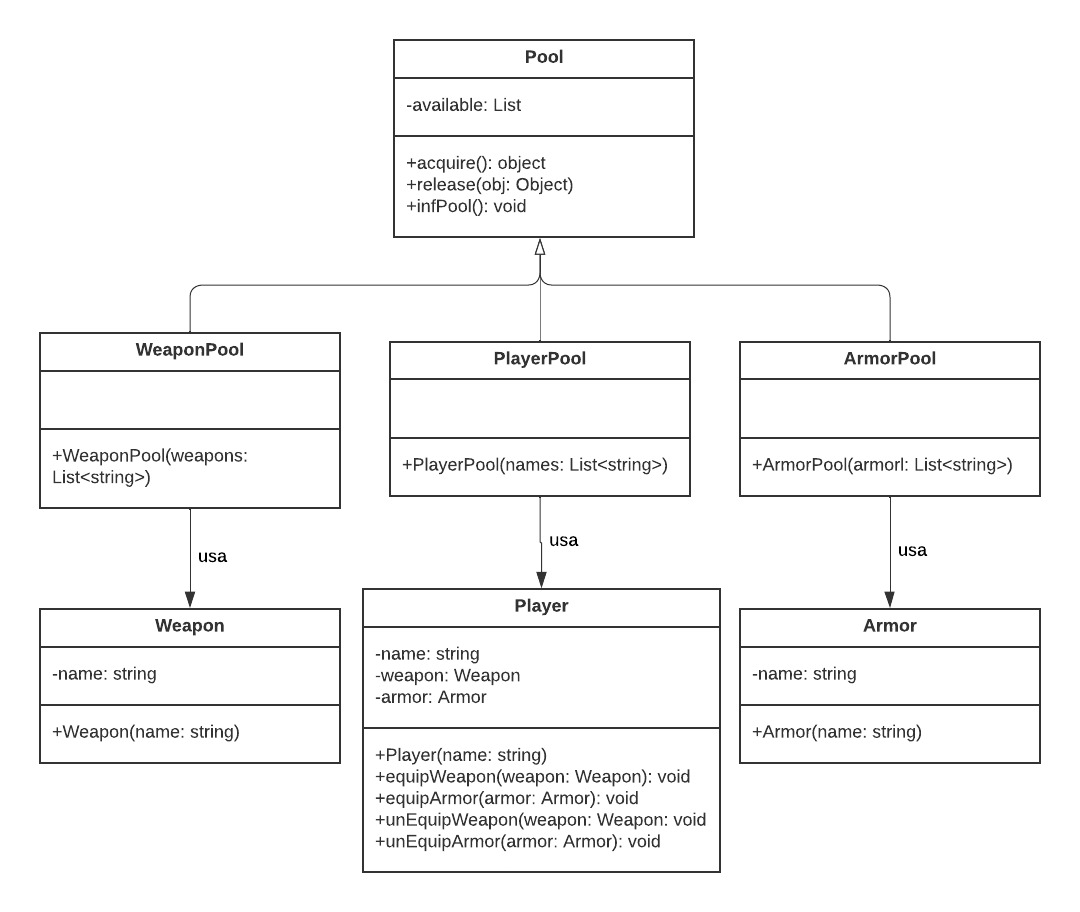 Pool
-available: List
+acquire(): object
+release(obj: Object)
+infPool(): void
WeaponPool
+WeaponPool(weapons:
List<string>)
PlayerPool
+PlayerPool(names: List<string>)
ArmorPool
+ArmorPool(armorl: List<string>)
usa
usa
usa
Weapon
-name: string
+Weapon(name: string)
Player
-name: string
-weapon: Weapon
-armor: Armor
+Player(name: string)
+equipWeapon(weapon: Weapon): void
+equipArmor(armor: Armor): void
+unEquipWeapon(weapon: Weapon: void
+unEquipArmor(armor: Armor): void
Armor
-name: string
+Armor(name: string)